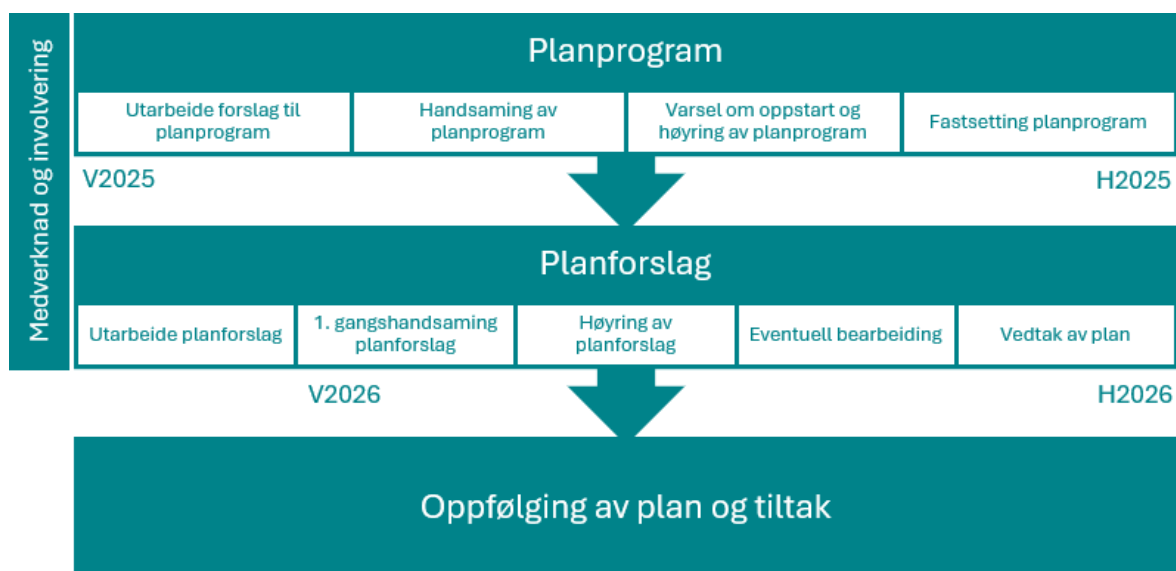 Medverknad og involvering
Planprogram
Utarbeide forslag til
planprogram
Handsaming av
planprogram
Varsel om oppstart og
høyring av planprogram
Fastsetting planprogram
V2025
H2025
Planforslag
Utarbeide planforslag
1. gangshandsaming
planforslag
Høyring av
planforslag
Eventuell bearbeiding
Vedtak av plan
V2026
H2026
Oppfølging av plan og tiltak